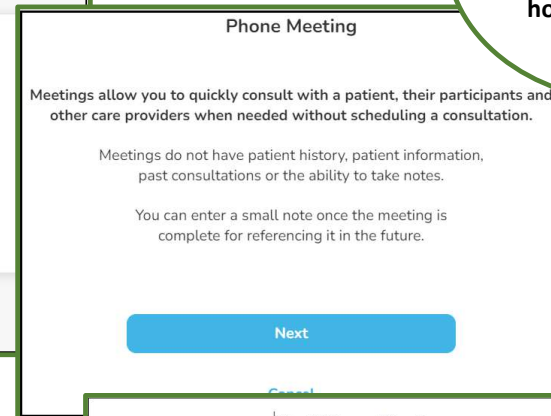 ho
Phone Meeting
Meetings allow you to quickly consult with a patient, their participants and
other care providers when needed without scheduling a consultation.
Meetings do not have patient history, patient information,
past consultations or the ability to take notes.
You can enter a small note once the meeting is
complete for referencing it in the future.
Next
Cancel